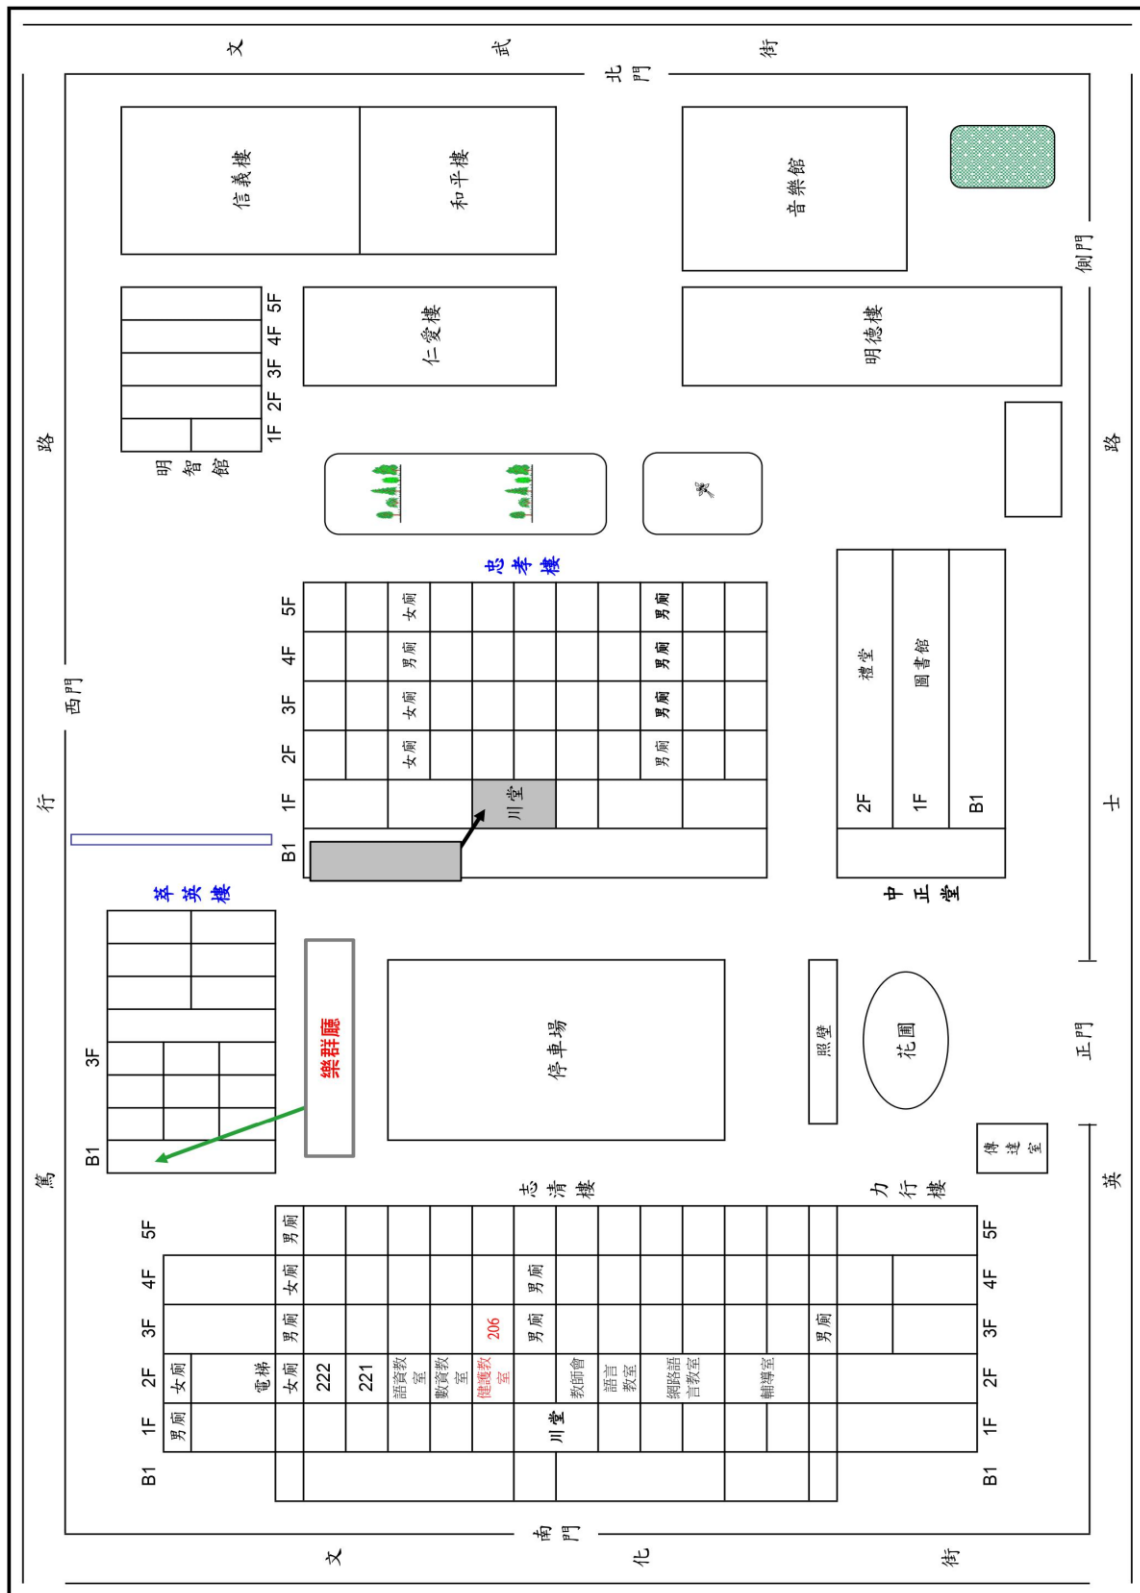 文 武 街
北門
信義樓
和平樓
音樂館
側門
5F
4F
3F
2F
1F
明智館
仁愛樓
明德樓
路
路
忠孝樓
5F
4F
3F
2F
1F
B1
女廁
男廁
女廁
女廁
男廁
男廁
男廁
男廁
川堂
西門
行
禮堂
圖書館
2F
1F
B1
中正堂
士
萃英樓
3F
B1
樂群廳
停車場
照壁
花圃
正門
傳達室
篤
英
志清樓
力行樓
5F
4F
3F
2F
1F
B1
男廁
女廁
男廁
女廁
電梯
女廁
男廁
男廁
男廁
男廁
206
222
221
語資教室
數資教室
健護教室
教師會
語言教室
網路語言教室
輔導室
川堂
5F
4F
3F
2F
1F
B1
南門
文 化 街